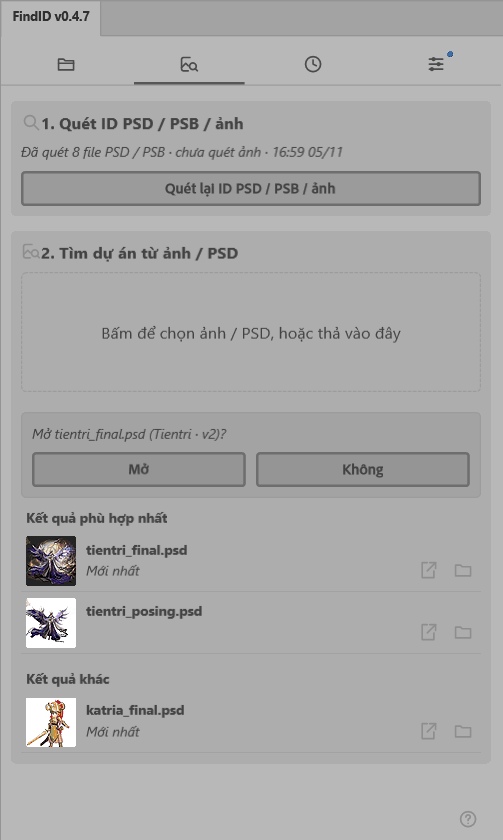 FindID v0.4.7
1. Quét ID PSD / PSB / ảnh
Đã quét 8 file PSD / PSB · chưa quét ảnh · 16:59 05/11
Quét lại ID PSD / PSB / ảnh
2. Tìm dự án từ ảnh / PSD
Bấm để chọn ảnh / PSD, hoặc thả vào đây
Mở tientri_final.psd (Tientri · v2)?
Mở
Không
Kết quả phù hợp nhất
tientri_final.psd
Mới nhất
tientri_posing.psd
Kết quả khác
katria_final.psd
Mới nhất